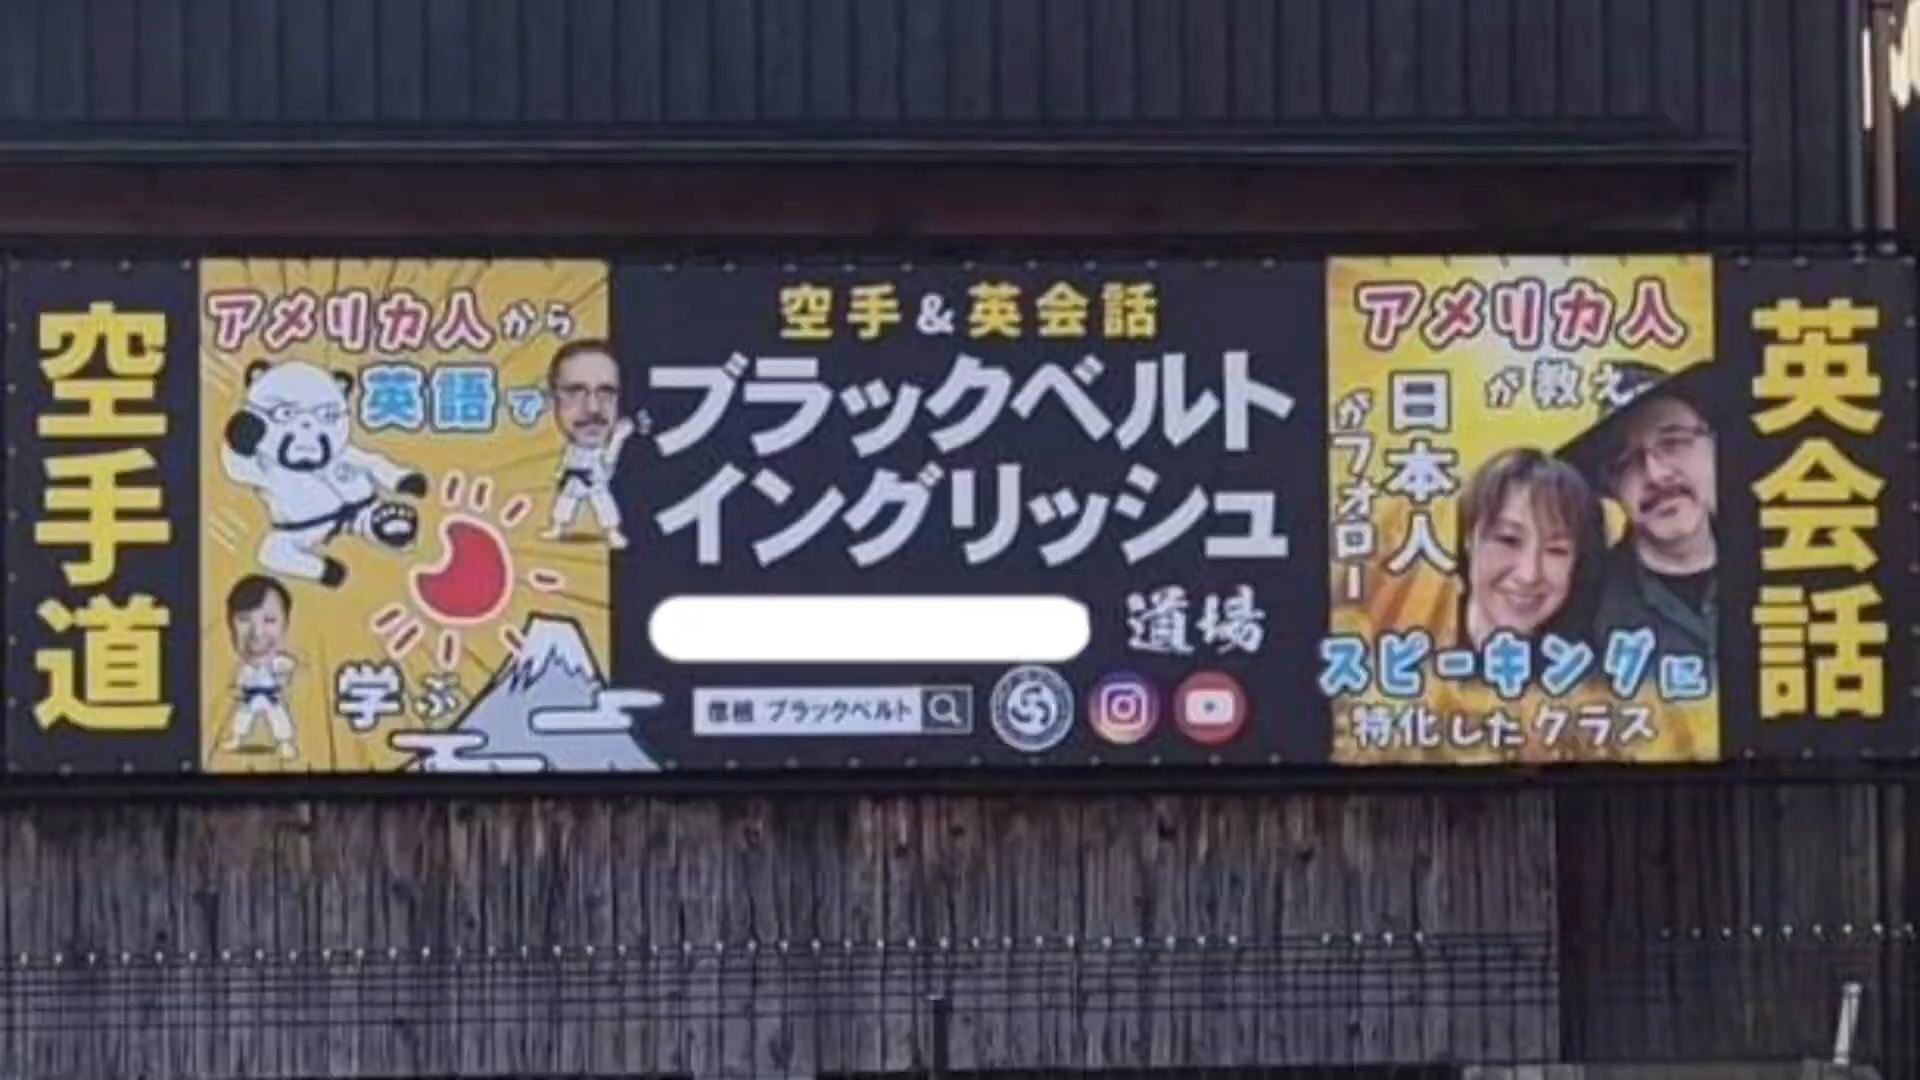 空手道
アメリカ人から
英語で
学ぶ
空手&英会話
ブラックベルト
イングリッシュ
道場
彦根 ブラックベルト
アメリカ人
が教え
日本人
がフォロー
スピーキングに
特化したクラス
英会話